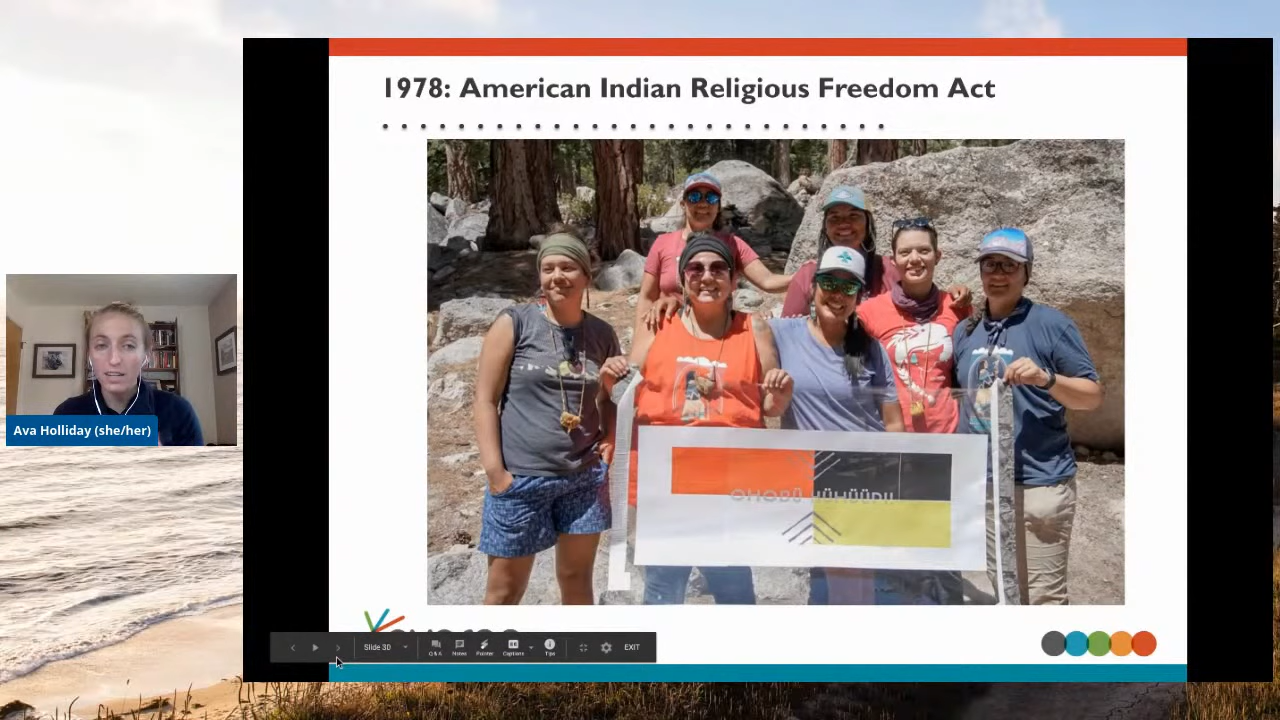 1978: American Indian Religious Freedom Act
Ava Holliday (she/her)
Slide 30
Q & A
Notes
Pointer
Captions
Tips
EXIT